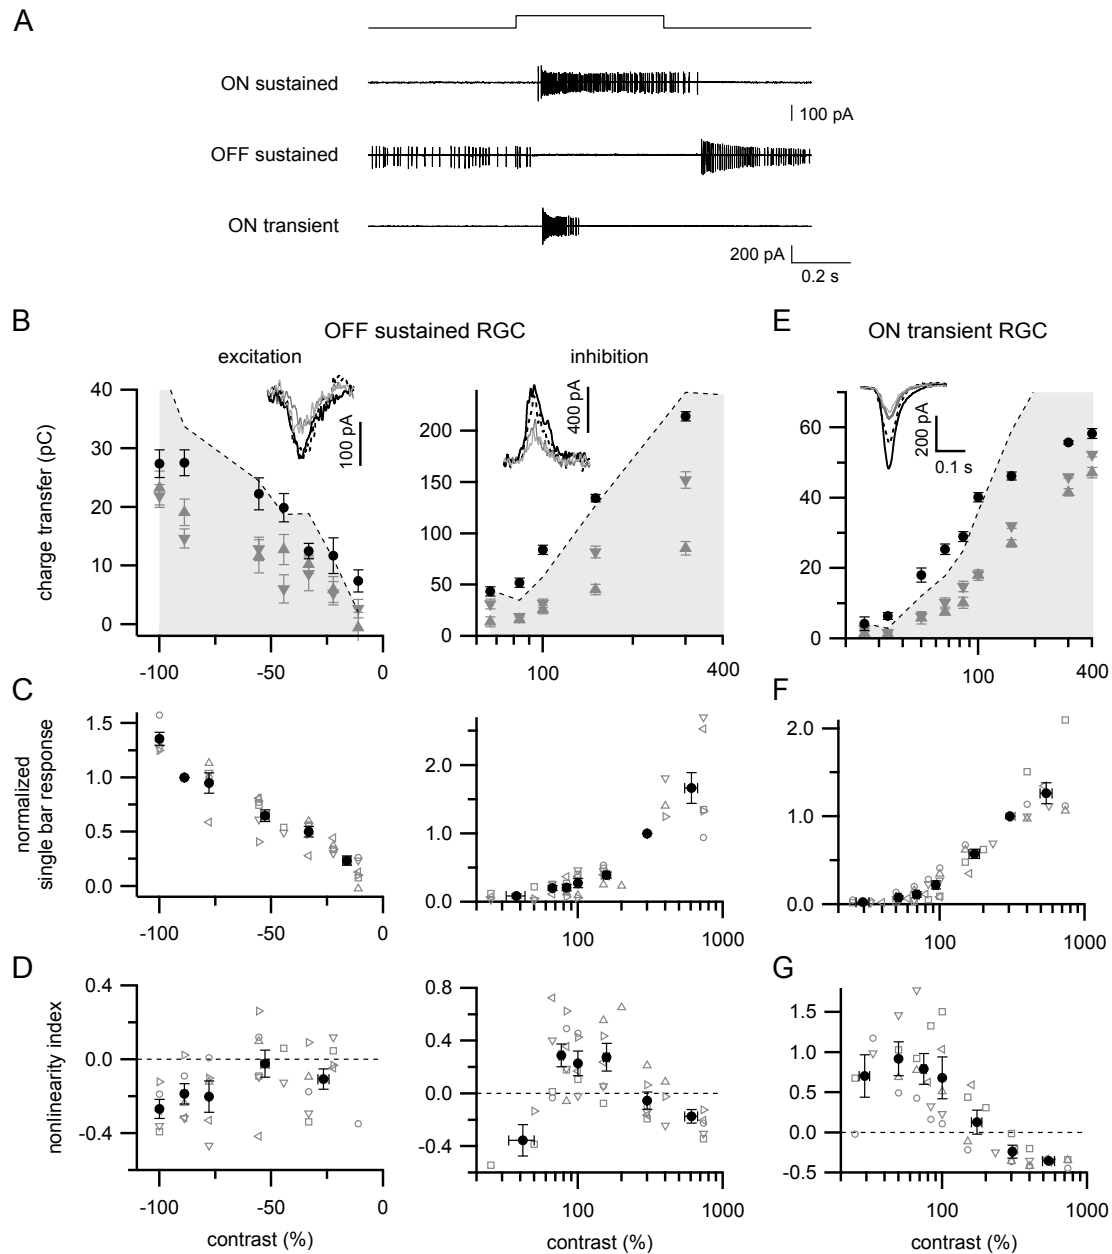 A
ON sustained
100 pA
OFF sustained
ON transient
200 pA
0.2 s
B
OFF sustained RGC
E
ON transient RGC
excitation
inhibition
charge transfer (pC)
40
30
20
10
0
100 pA
-100
-50
0
200
150
100
50
0
400 pA
100
400
60
40
20
0
200 pA
0.1 s
100
400
C
F
normalized
single bar response
1.5
1.0
0.5
0.0
-100
-50
0
2.0
1.0
0.0
100
1000
2.0
1.0
0.0
100
1000
D
G
nonlinearity index
0.4
0.0
-0.4
-100
-50
0
contrast (%)
0.8
0.4
0.0
-0.4
100
1000
contrast (%)
1.5
1.0
0.5
0.0
-0.5
100
1000
contrast (%)